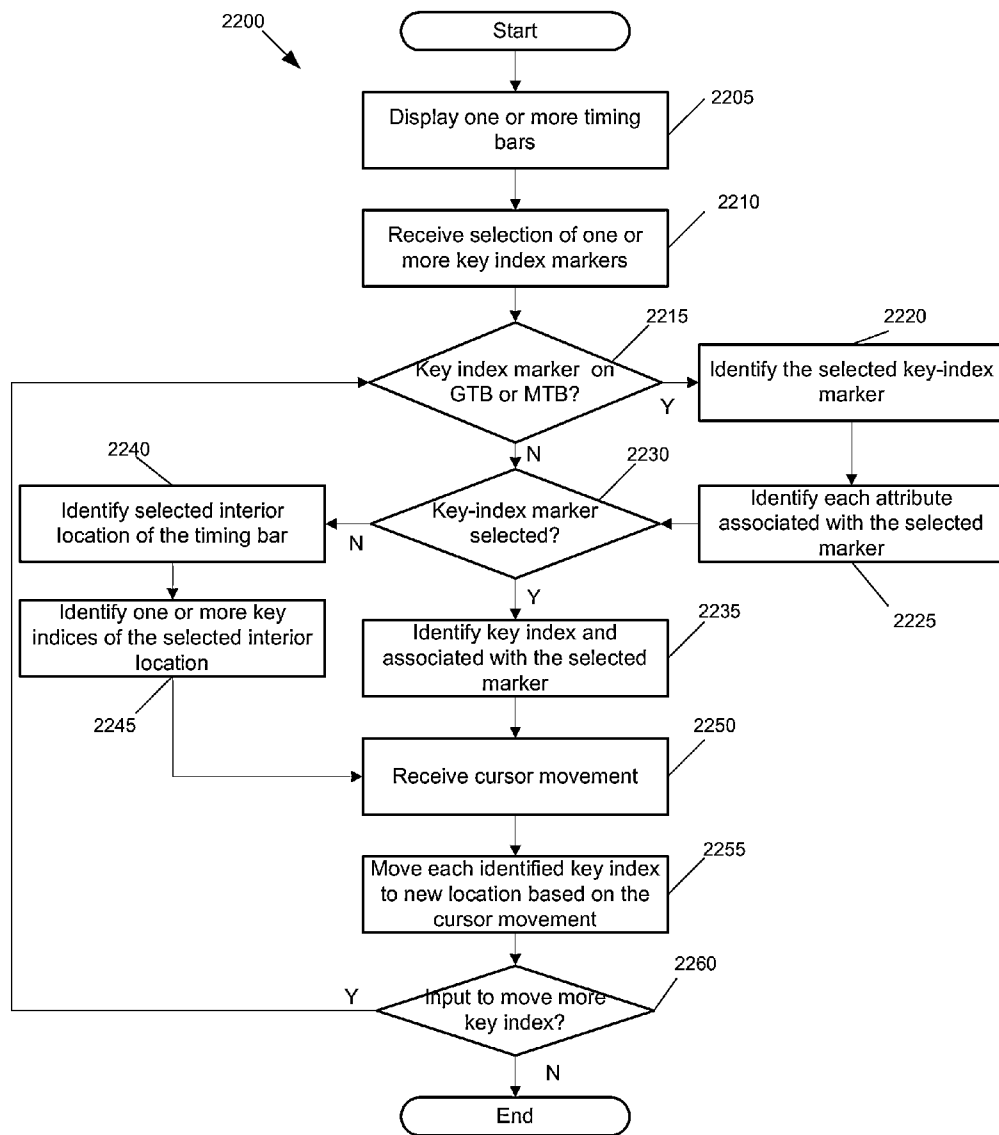 2200
Start
2205
Display one or more timing
bars
2210
Receive selection of one or
more key index markers
2215
Key index marker on
GTB or MTB?
Y
N
2220
Identify the selected key-index
marker
Identify each attribute
associated with the selected
marker
2225
2230
Key-index marker
selected?
N
Y
2240
Identify selected interior
location of the timing bar
Identify one or more key
indices of the selected interior
location
2245
2235
Identify key index and
associated with the selected
marker
2250
Receive cursor movement
2255
Move each identified key index
to new location based on the
cursor movement
2260
Input to move more
key index?
Y
N
End